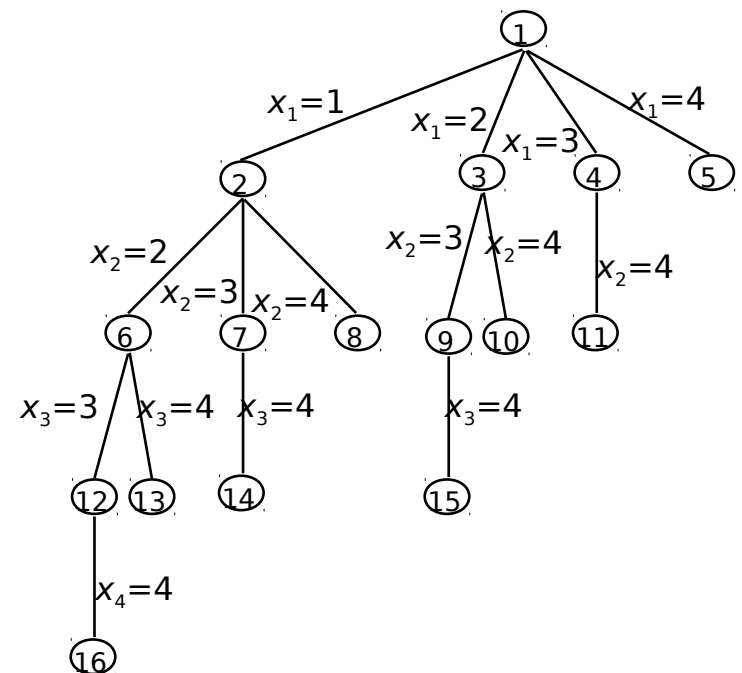 1
x₁=1
x₁=2
x₁=3
x₁=4
2
3
4
5
x₂=2
x₂=3
x₂=4
x₂=3
x₂=4
x₂=4
6
7
8
9
10
11
x₃=3
x₃=4
x₃=4
x₃=4
12
13
14
15
x₄=4
16